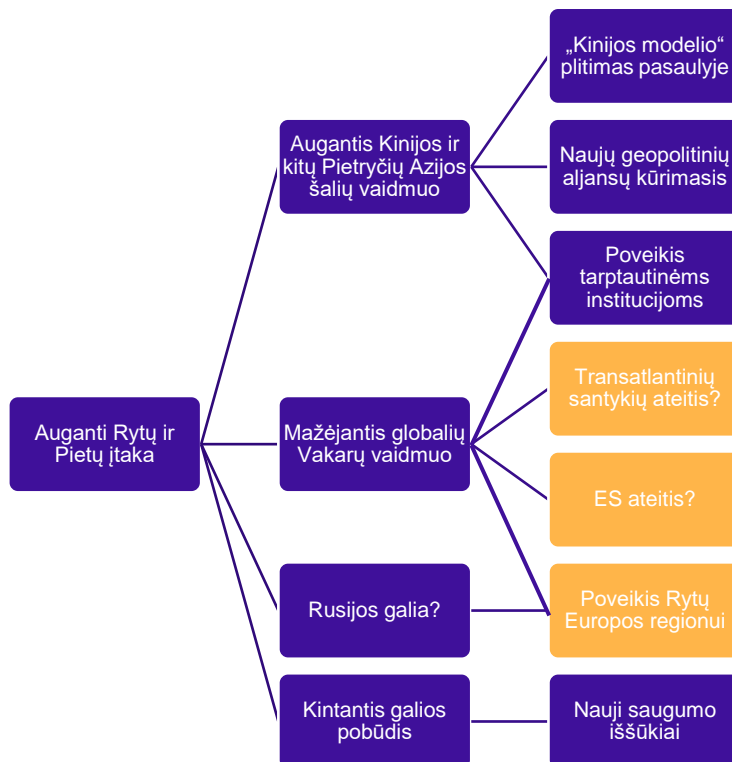 „Kinijos modelio“
plitimas pasaulyje
Augantis Kinijos ir
kitų Pietryčių Azijos
šalių vaidmuo
Naujų geopolitinių
aljansų kūrimasis
Poveikis
tarptautinėms
institucijoms
Transatlantinių
santykių ateitis?
Auganti Rytų ir
Pietų įtaka
Mažėjantis globalių
Vakarų vaidmuo
ES ateitis?
Rusijos galia?
Poveikis Rytų
Europos regionui
Kintantis galios
pobūdis
Nauji saugumo
iššūkiai